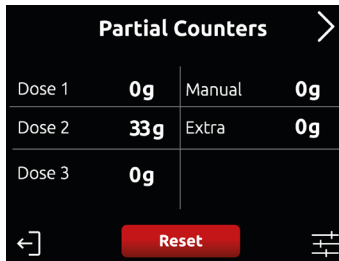 Partial Counters
Dose 1 0g Manual 0g
Dose 2 33g Extra 0g
Dose 3 0g
Reset